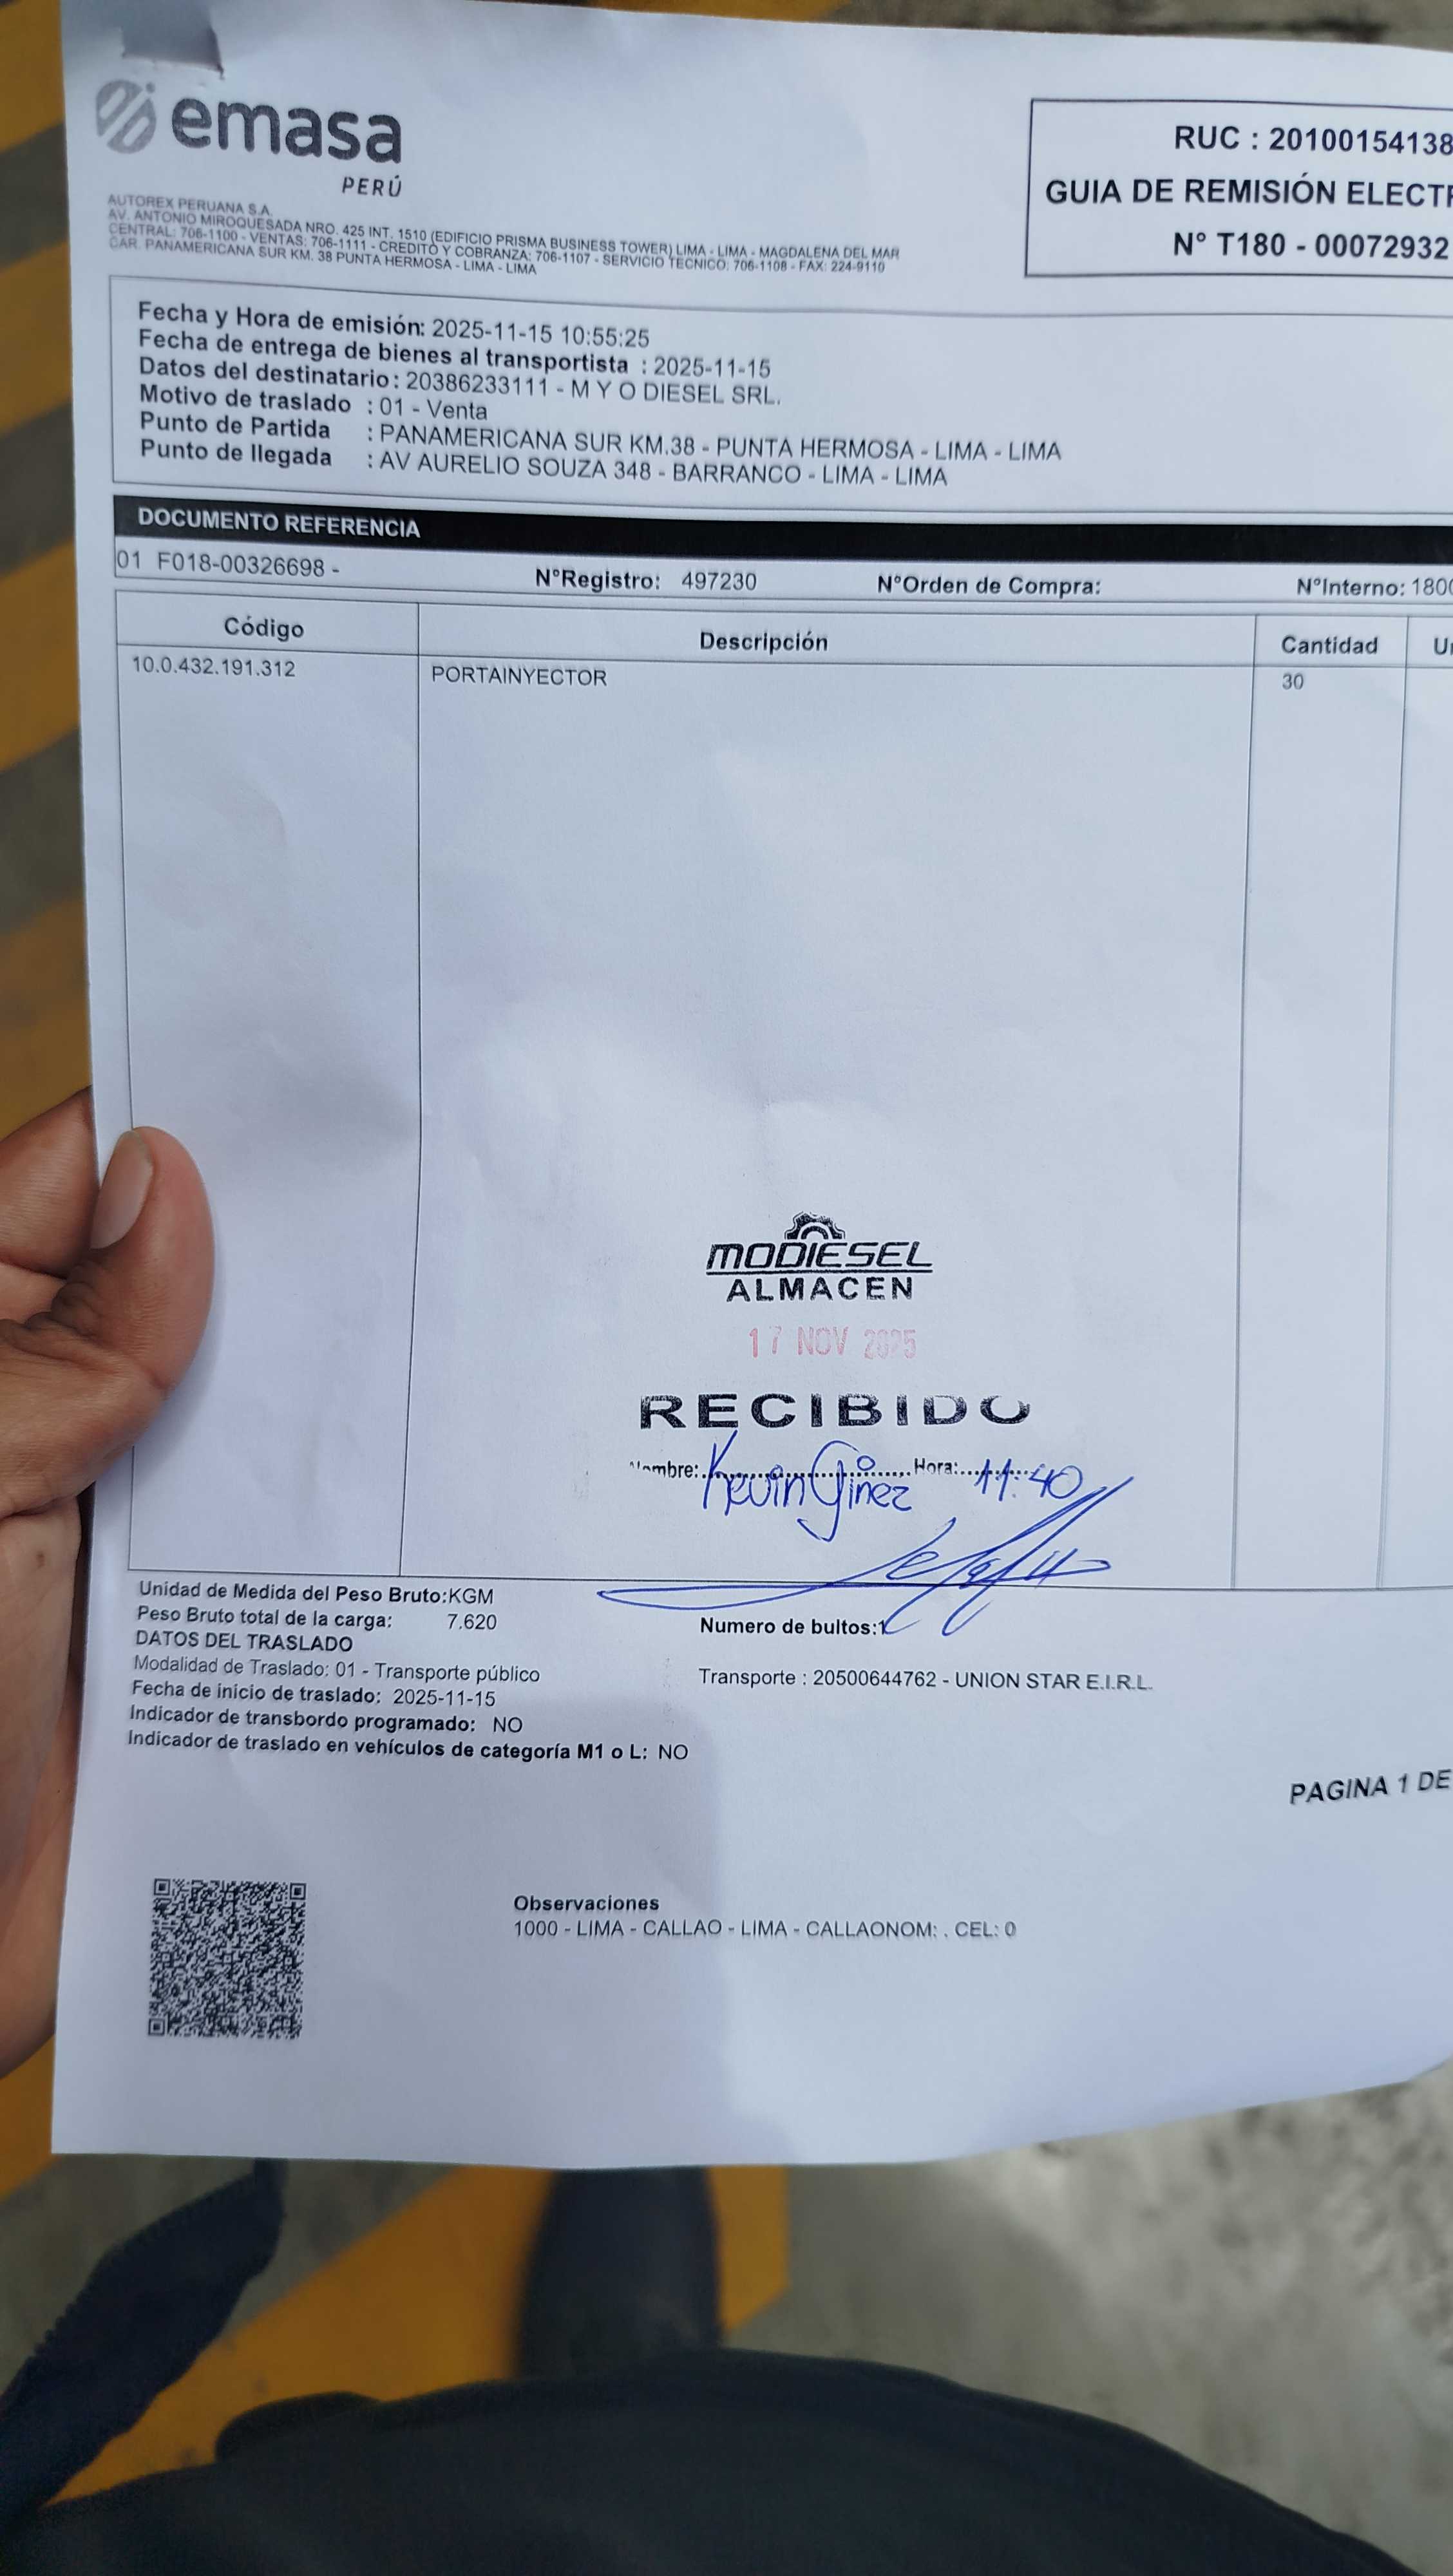 emasa
PERÚ
AUTOREX PERUANA S.A.
AV. ANTONIO MIROQUESADA NRO. 425 INT. 1510 (EDIFICIO PRISMA BUSINESS TOWER) LIMA - LIMA - MAGDALENA DEL MAR
CENTRAL: 706-1100 - VENTAS: 706-1111 - CREDITO Y COBRANZA: 706-1107 - SERVICIO TECNICO: 706-1108 - FAX: 224-9110
CAR. PANAMERICANA SUR KM. 38 PUNTA HERMOSA - LIMA - LIMA
RUC : 20100154138
GUIA DE REMISIÓN ELECTR
N° T180 - 00072932
Fecha y Hora de emisión: 2025-11-15 10:55:25
Fecha de entrega de bienes al transportista : 2025-11-15
Datos del destinatario : 20386233111 - M Y O DIESEL SRL.
Motivo de traslado : 01 - Venta
Punto de Partida : PANAMERICANA SUR KM.38 - PUNTA HERMOSA - LIMA - LIMA
Punto de llegada : AV AURELIO SOUZA 348 - BARRANCO - LIMA - LIMA
DOCUMENTO REFERENCIA
01 F018-00326698 - N°Registro: 497230 N°Orden de Compra: N°Interno: 180
Código Descripción Cantidad
10.0.432.191.312 PORTAINYECTOR 30
MODIESEL
ALMACEN
17 NOV 2025
RECIBIDO
Nombre: Kevin Ginez Hora: 11:40
Unidad de Medida del Peso Bruto:KGM
Peso Bruto total de la carga: 7.620 Numero de bultos:1
DATOS DEL TRASLADO
Modalidad de Traslado: 01 - Transporte público Transporte : 20500644762 - UNION STAR E.I.R.L.
Fecha de inicio de traslado: 2025-11-15
Indicador de transbordo programado: NO
Indicador de traslado en vehículos de categoría M1 o L: NO
PAGINA 1 DE
Observaciones
1000 - LIMA - CALLAO - LIMA - CALLAONOM: . CEL: 0